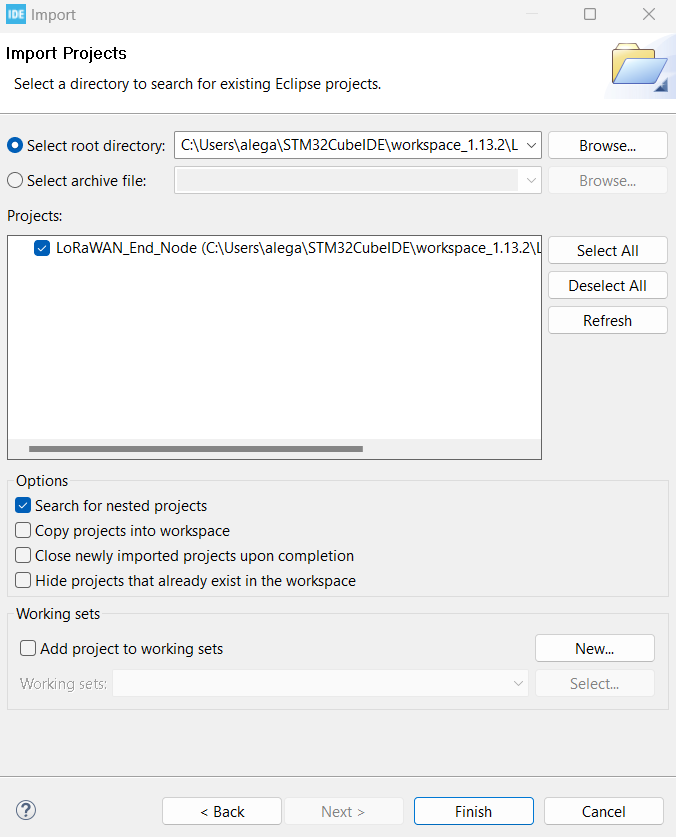 IDE Import
Import Projects
Select a directory to search for existing Eclipse projects.
Select root directory: C:\Users\alega\STM32CubeIDE\workspace_1.13.2\L Browse...
Select archive file: Browse...
Projects:
LoRaWAN_End_Node (C:\Users\alega\STM32CubeIDE\workspace_1.13.2\L Select All
Deselect All
Refresh
Options
Search for nested projects
Copy projects into workspace
Close newly imported projects upon completion
Hide projects that already exist in the workspace
Working sets
Add project to working sets New...
Working sets: Select...
? < Back Next > Finish Cancel